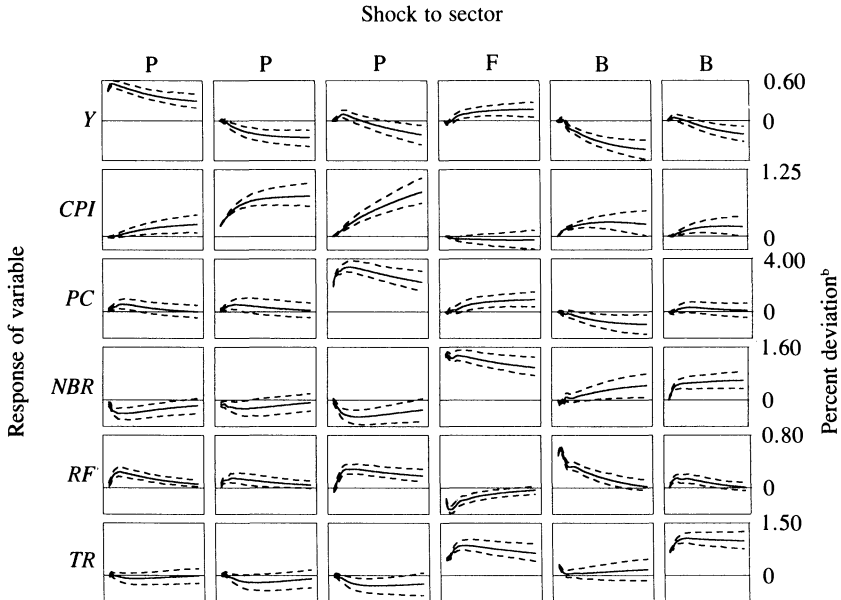 Shock to sector
P P P F B B
Y 0.60
0
CPI 1.25
0
PC 4.00
0
NBR 1.60
0
RF 0.80
0
TR 1.50
0
Response of variable
Percent deviationᵇ